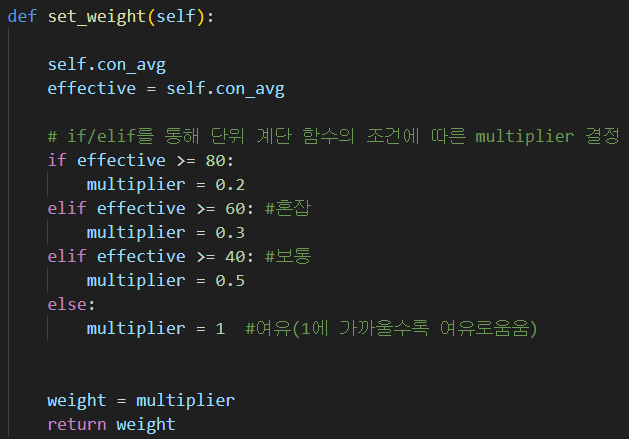 def set_weight(self):
self.con_avg
effective = self.con_avg
# if/elif를 통해 단위 계단 함수의 조건에 따른 multiplier 결정
if effective >= 80:
multiplier = 0.2
elif effective >= 60: #혼잡
multiplier = 0.3
elif effective >= 40: #보통
multiplier = 0.5
else:
multiplier = 1  #여유(1에 가까울수록 여유로움움)
weight = multiplier
return weight